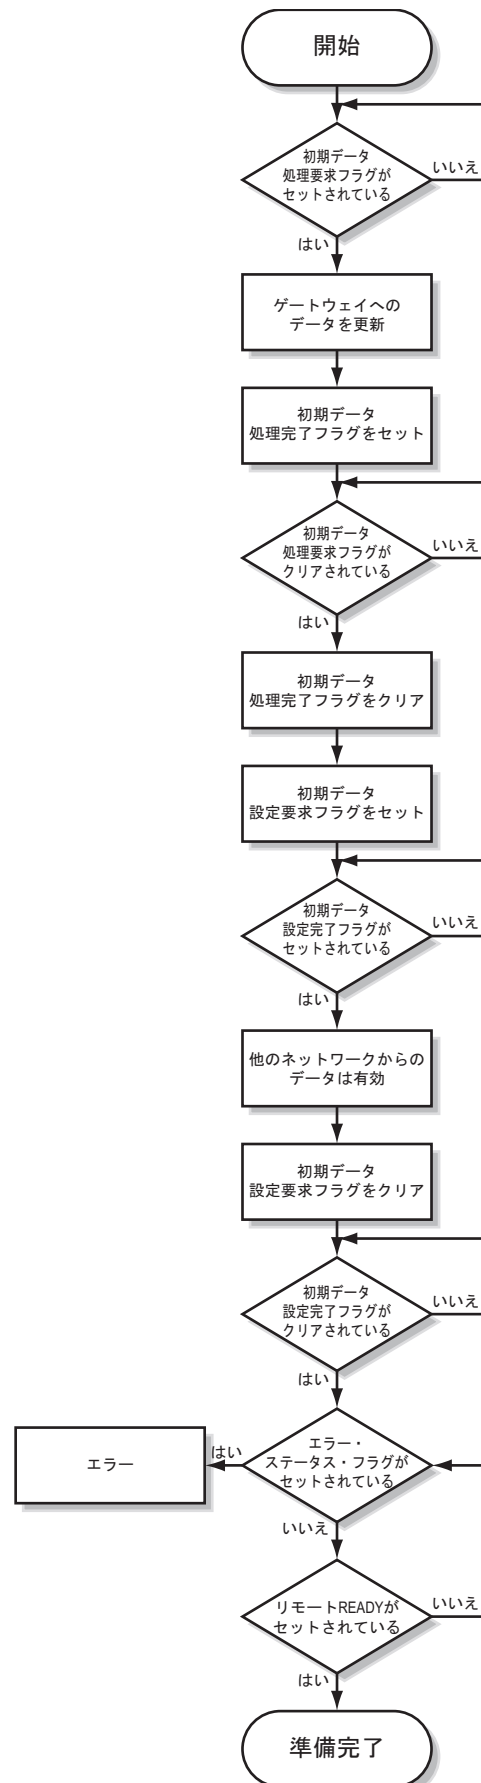 開始
初期データ
処理要求フラグが
セットされている
いいえ
はい
ゲートウェイへの
データを更新
初期データ
処理完了フラグをセット
初期データ
処理要求フラグが
クリアされている
いいえ
はい
初期データ
処理完了フラグをクリア
初期データ
設定要求フラグをセット
初期データ
設定完了フラグが
セットされている
いいえ
はい
他のネットワークからの
データは有効
初期データ
設定要求フラグをクリア
初期データ
設定完了フラグが
クリアされている
いいえ
はい
エラー・
ステータス・フラグが
セットされている
はい
エラー
いいえ
リモートREADYが
セットされている
いいえ
はい
準備完了